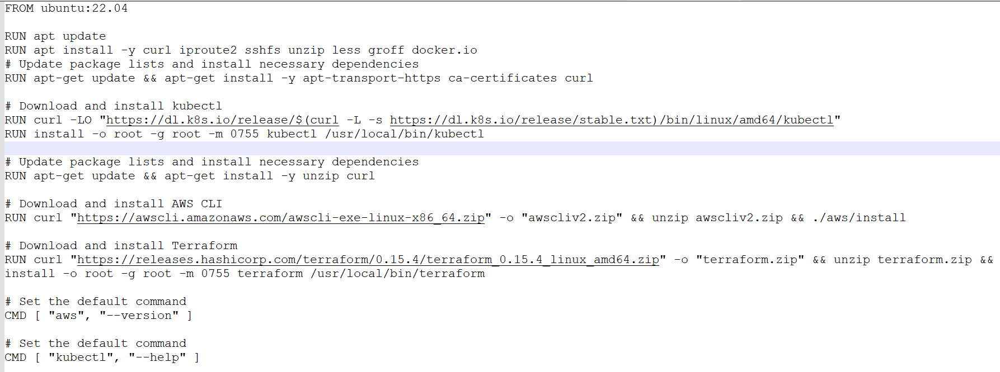 FROM ubuntu:22.04
RUN apt update
RUN apt install -y curl iproute2 sshfs unzip less groff docker.io
# Update package lists and install necessary dependencies
RUN apt-get update && apt-get install -y apt-transport-https ca-certificates curl
# Download and install kubectl
RUN curl -LO "https://dl.k8s.io/release/$(curl -L -s https://dl.k8s.io/release/stable.txt)/bin/linux/amd64/kubectl"
RUN install -o root -g root -m 0755 kubectl /usr/local/bin/kubectl
# Update package lists and install necessary dependencies
RUN apt-get update && apt-get install -y unzip curl
# Download and install AWS CLI
RUN curl "https://awscli.amazonaws.com/awscli-exe-linux-x86_64.zip" -o "awscliv2.zip" && unzip awscliv2.zip && ./aws/install
# Download and install Terraform
RUN curl "https://releases.hashicorp.com/terraform/0.15.4/terraform_0.15.4_linux_amd64.zip" -o "terraform.zip" && unzip terraform.zip &&
install -o root -g root -m 0755 terraform /usr/local/bin/terraform
# Set the default command
CMD [ "aws", "--version" ]
# Set the default command
CMD [ "kubectl", "--help" ]